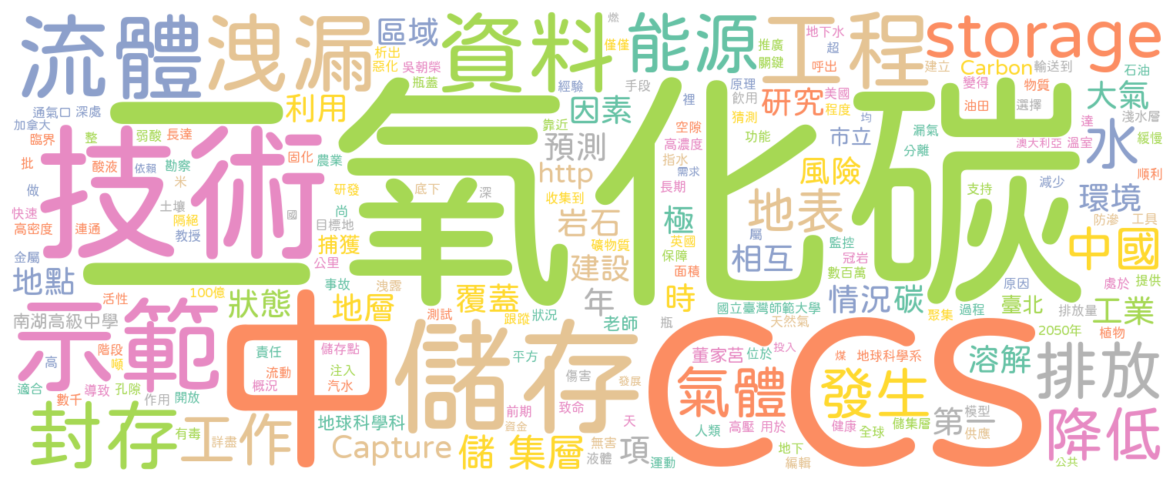 流體
洩漏
區域
資料
能源
工程
storage
折出
惡化
吳朝榮
瓶蓋
僅僅
燃
推廣
關鍵
地下水
超
呼出
Carbon
建立
輸送到
石油
通氣口
深處
加拿大
利用
經驗
手段
因素
原理
飲用
裡
美國
程度
研究
變得
物質
油田
選擇
大氣
淺水層
臨界
整
弱酸
長達
二氧化碳
靠近
空隙
預測
高濃度
猜測
功能
均
市立
漏氣
分離
水
達
緩慢
澳大利亞
溫室
批
酸液
依賴
勘察
固化
農業
技術
http
指水
需求
長期
風險
支持
減少
順利
做
米
研發
底下
深
收集到
極
環境
土壤
隔絕
教授
國
尚
目標地
岩石
礦物質
英國
保障
地表
屬
防滲
工具
快速
高密度
連通
捕獲
公里
建設
面積
相互
監控
冠岩
數百萬
中國
金屬
地點
100億
事故
洩露
覆蓋
年
時
情況
碳
原因
處於
提供
活性
狀態
地層
測試
跟蹤
狀況
老師
瓶
國立臺灣師範大學
天然氣
過程
聚集
臺北
排放量
2050年
工業
植物
南湖高級中學
示範
階段
高
噸
中
責任
流動
概況
儲存點
注入
汽水
儲存
平方
傷害
發展
CCS
董家莒
位於
投入
煤
地球科學系
氣體
發生
溶解
排放
適合
導致
孔隙
數千
作用
開放
封存
有毒
工作
詳盡
地球科學科
Capture
前期
資金
致命
儲
集層
無害
液體
項
天
運動
人類
高壓
用於
地下
編輯
健康
全球
儲集層
第一
模型
供應
降低
公共